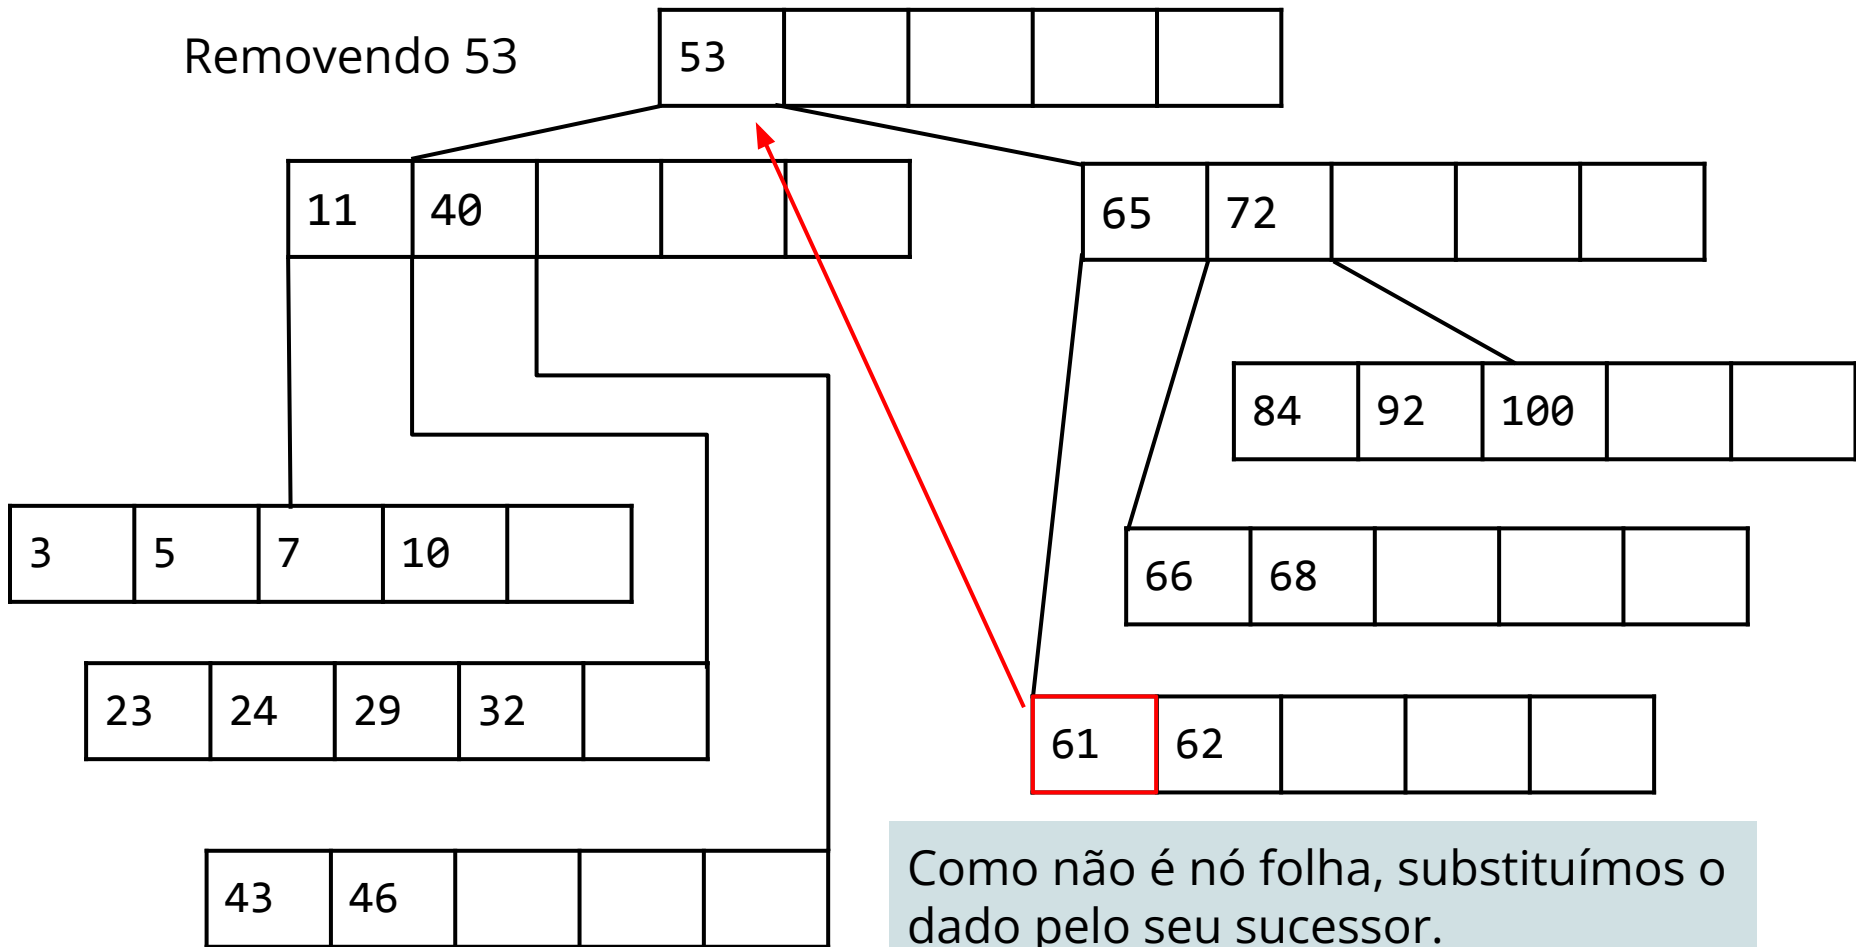 Removendo 53
53
11 40
65 72
84 92 100
3 5 7 10
66 68
23 24 29 32
61 62
43 46
Como não é nó folha, substituímos o
dado pelo seu sucessor.